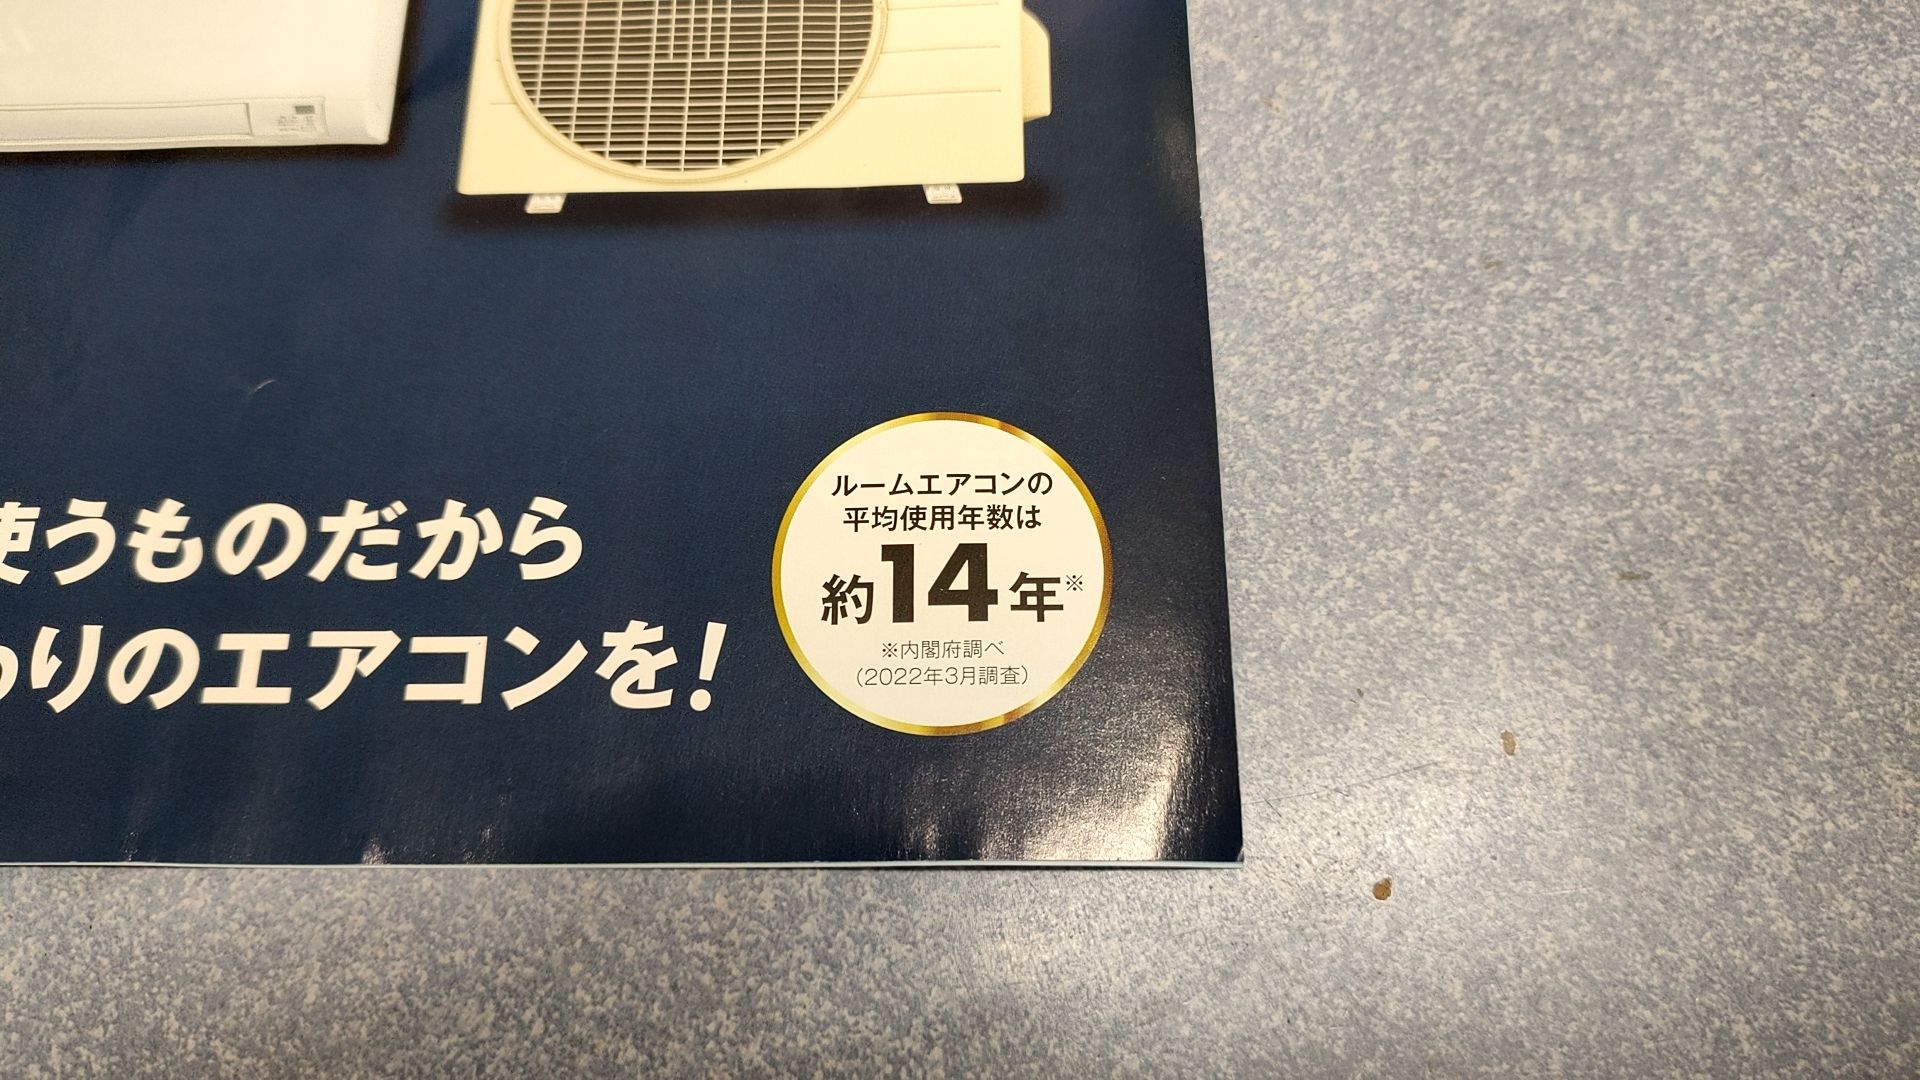 使うものだから
わりのエアコンを!
ルームエアコンの
平均使用年数は
約14年※
※内閣府調べ
(2022年3月調査)